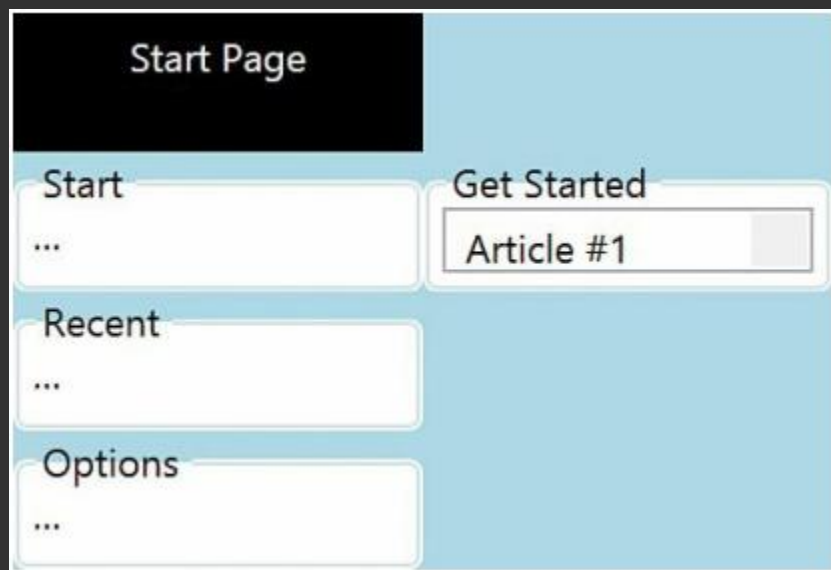 Start Page
Start
...
Recent
...
Options
...
Get Started
Article #1